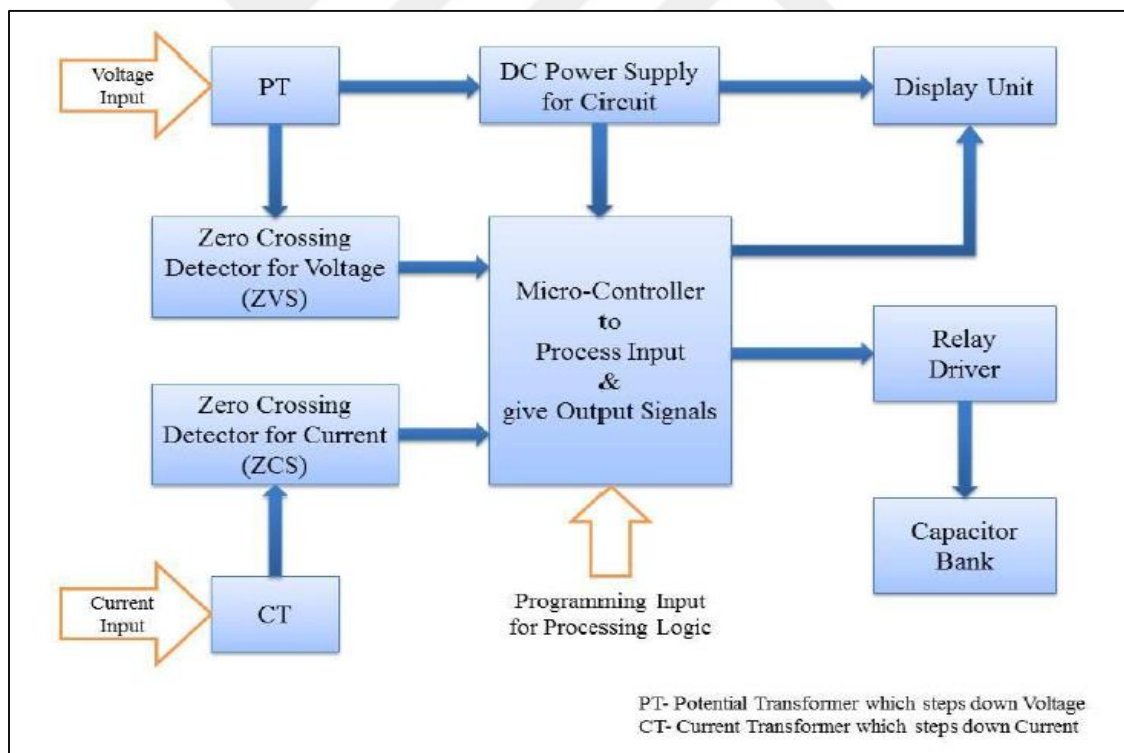 Voltage
Input
PT
DC Power Supply
for Circuit
Display Unit
Zero Crossing
Detector for Voltage
(ZVS)
Micro-Controller
to
Process Input
&
give Output Signals
Relay
Driver
Zero Crossing
Detector for Current
(ZCS)
Capacitor
Bank
Current
Input
CT
Programming Input
for Processing Logic
PT- Potential Transformer which steps down Voltage
CT- Current Transformer which steps down Current